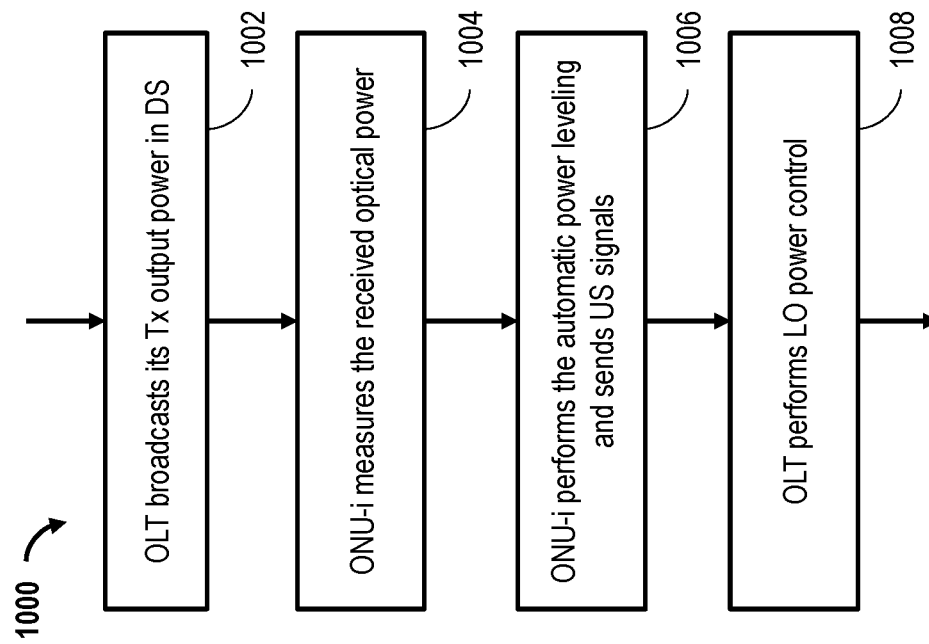 1000
OLT broadcasts its Tx output power in DS
1002
ONU-i measures the received optical power
1004
ONU-i performs the automatic power leveling
and sends US signals
1006
OLT performs LO power control
1008